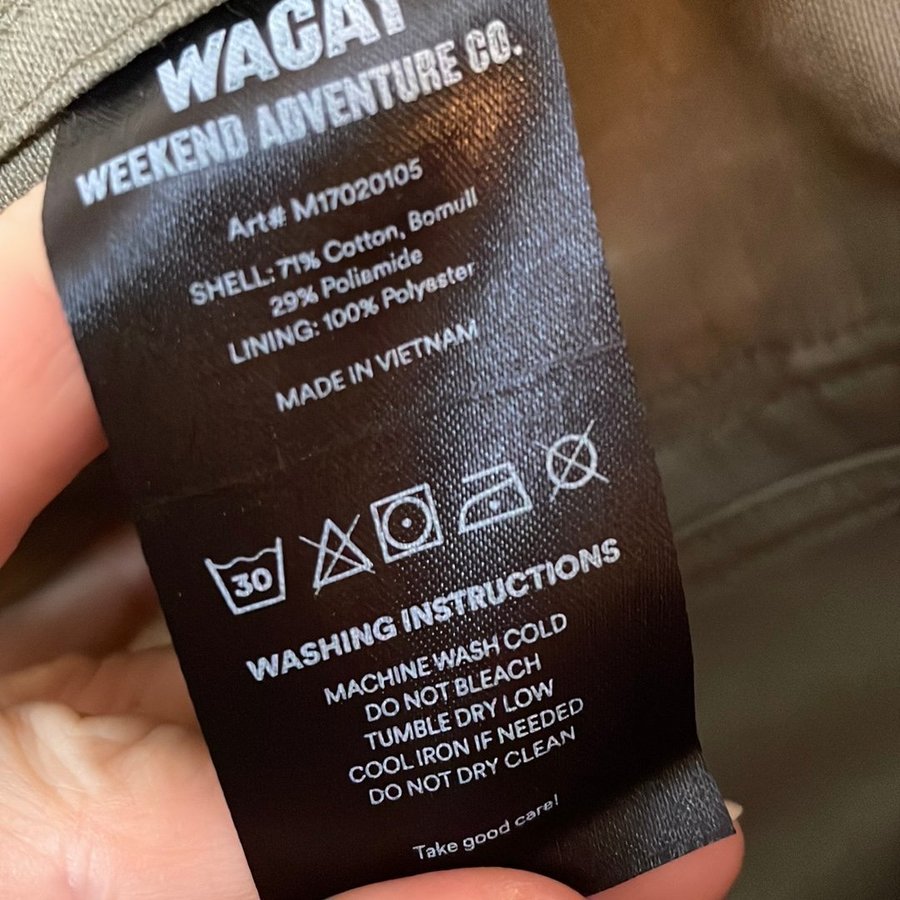 WACAY
WEEKEND ADVENTURE CO.
Art# M17020105
SHELL: 71% Cotton, Bomull
29% Poliamide
LINING: 100% Polyester
MADE IN VIETNAM
30
WASHING INSTRUCTIONS
MACHINE WASH COLD
DO NOT BLEACH
TUMBLE DRY LOW
COOL IRON IF NEEDED
DO NOT DRY CLEAN
Take good care!